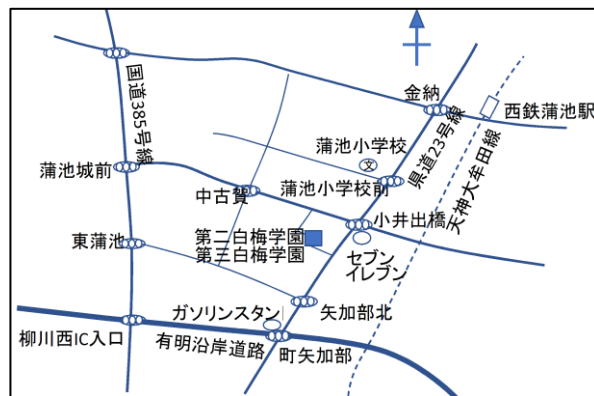 金納
国道385号線
西鉄蒲池駅
蒲池小学校
文
県道23号線
天神大牟田線
蒲池城前
中古賀
蒲池小学校前
小井出橋
東蒲池
第二白梅学園
第三白梅学園
セブン
イレブン
ガソリンスタン
矢加部北
柳川西IC入口
有明沿岸道路
町矢加部